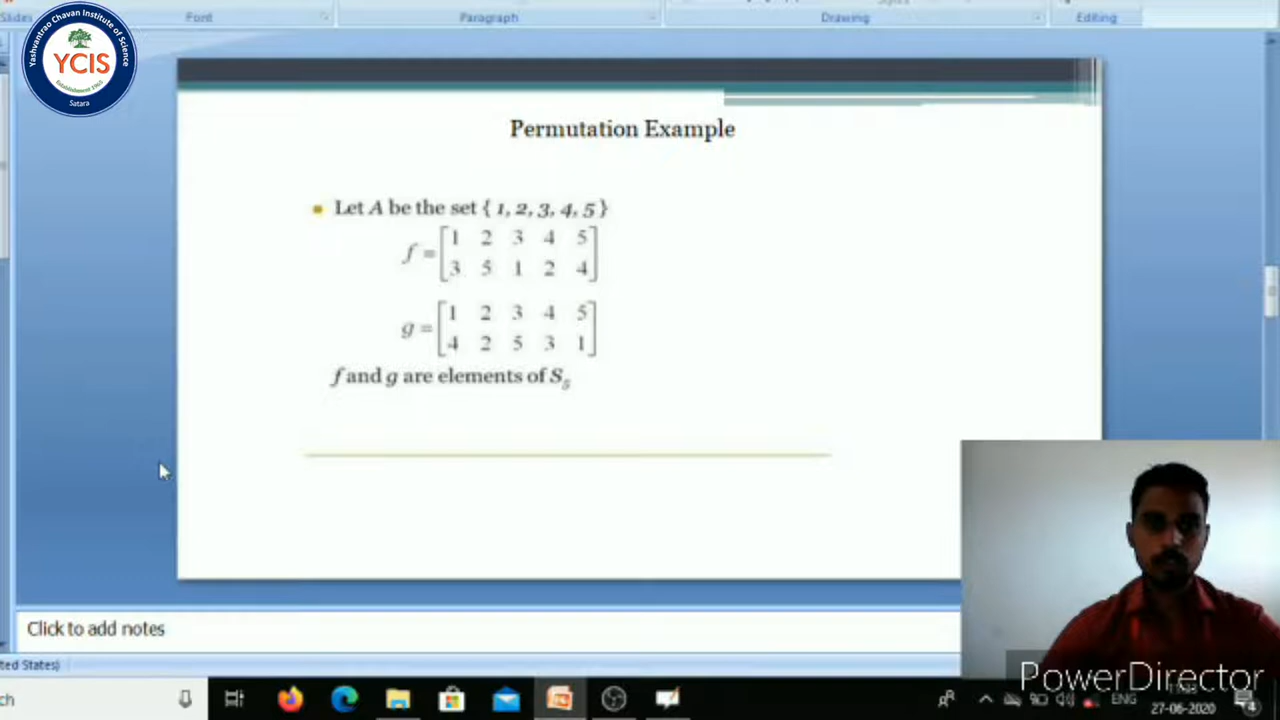 Slides
Font
Paragraph
Drawing
Editing
Yashvantrao Chavan Institute of Science
YCIS
Satara
Permutation Example
Let A be the set { 1, 2, 3, 4, 5 }
f = [1 2 3 4 5]
[3 5 1 2 4]
g = [1 2 3 4 5]
[4 2 5 3 1]
f and g are elements of S5
Click to add notes
ted States)
PowerDirector
ch
ENG
27-06-2020
4